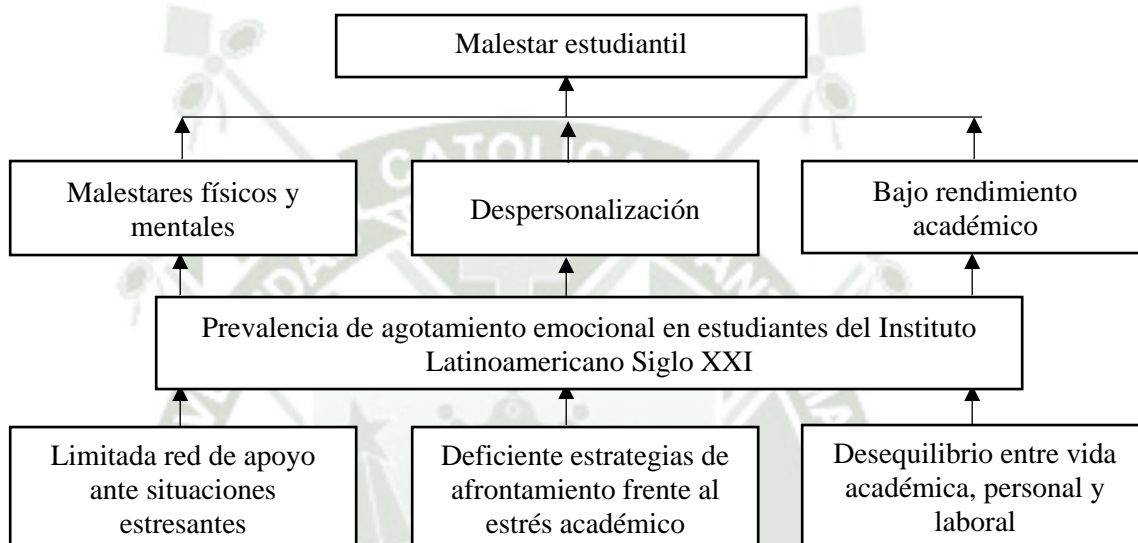 Malestar estudiantil
Malestares físicos y
mentales
Despersonalización
Bajo rendimiento
académico
Prevalencia de agotamiento emocional en estudiantes del Instituto
Latinoamericano Siglo XXI
Limitada red de apoyo
ante situaciones
estresantes
Deficiente estrategias de
afrontamiento frente al
estrés académico
Desequilibrio entre vida
académica, personal y
laboral